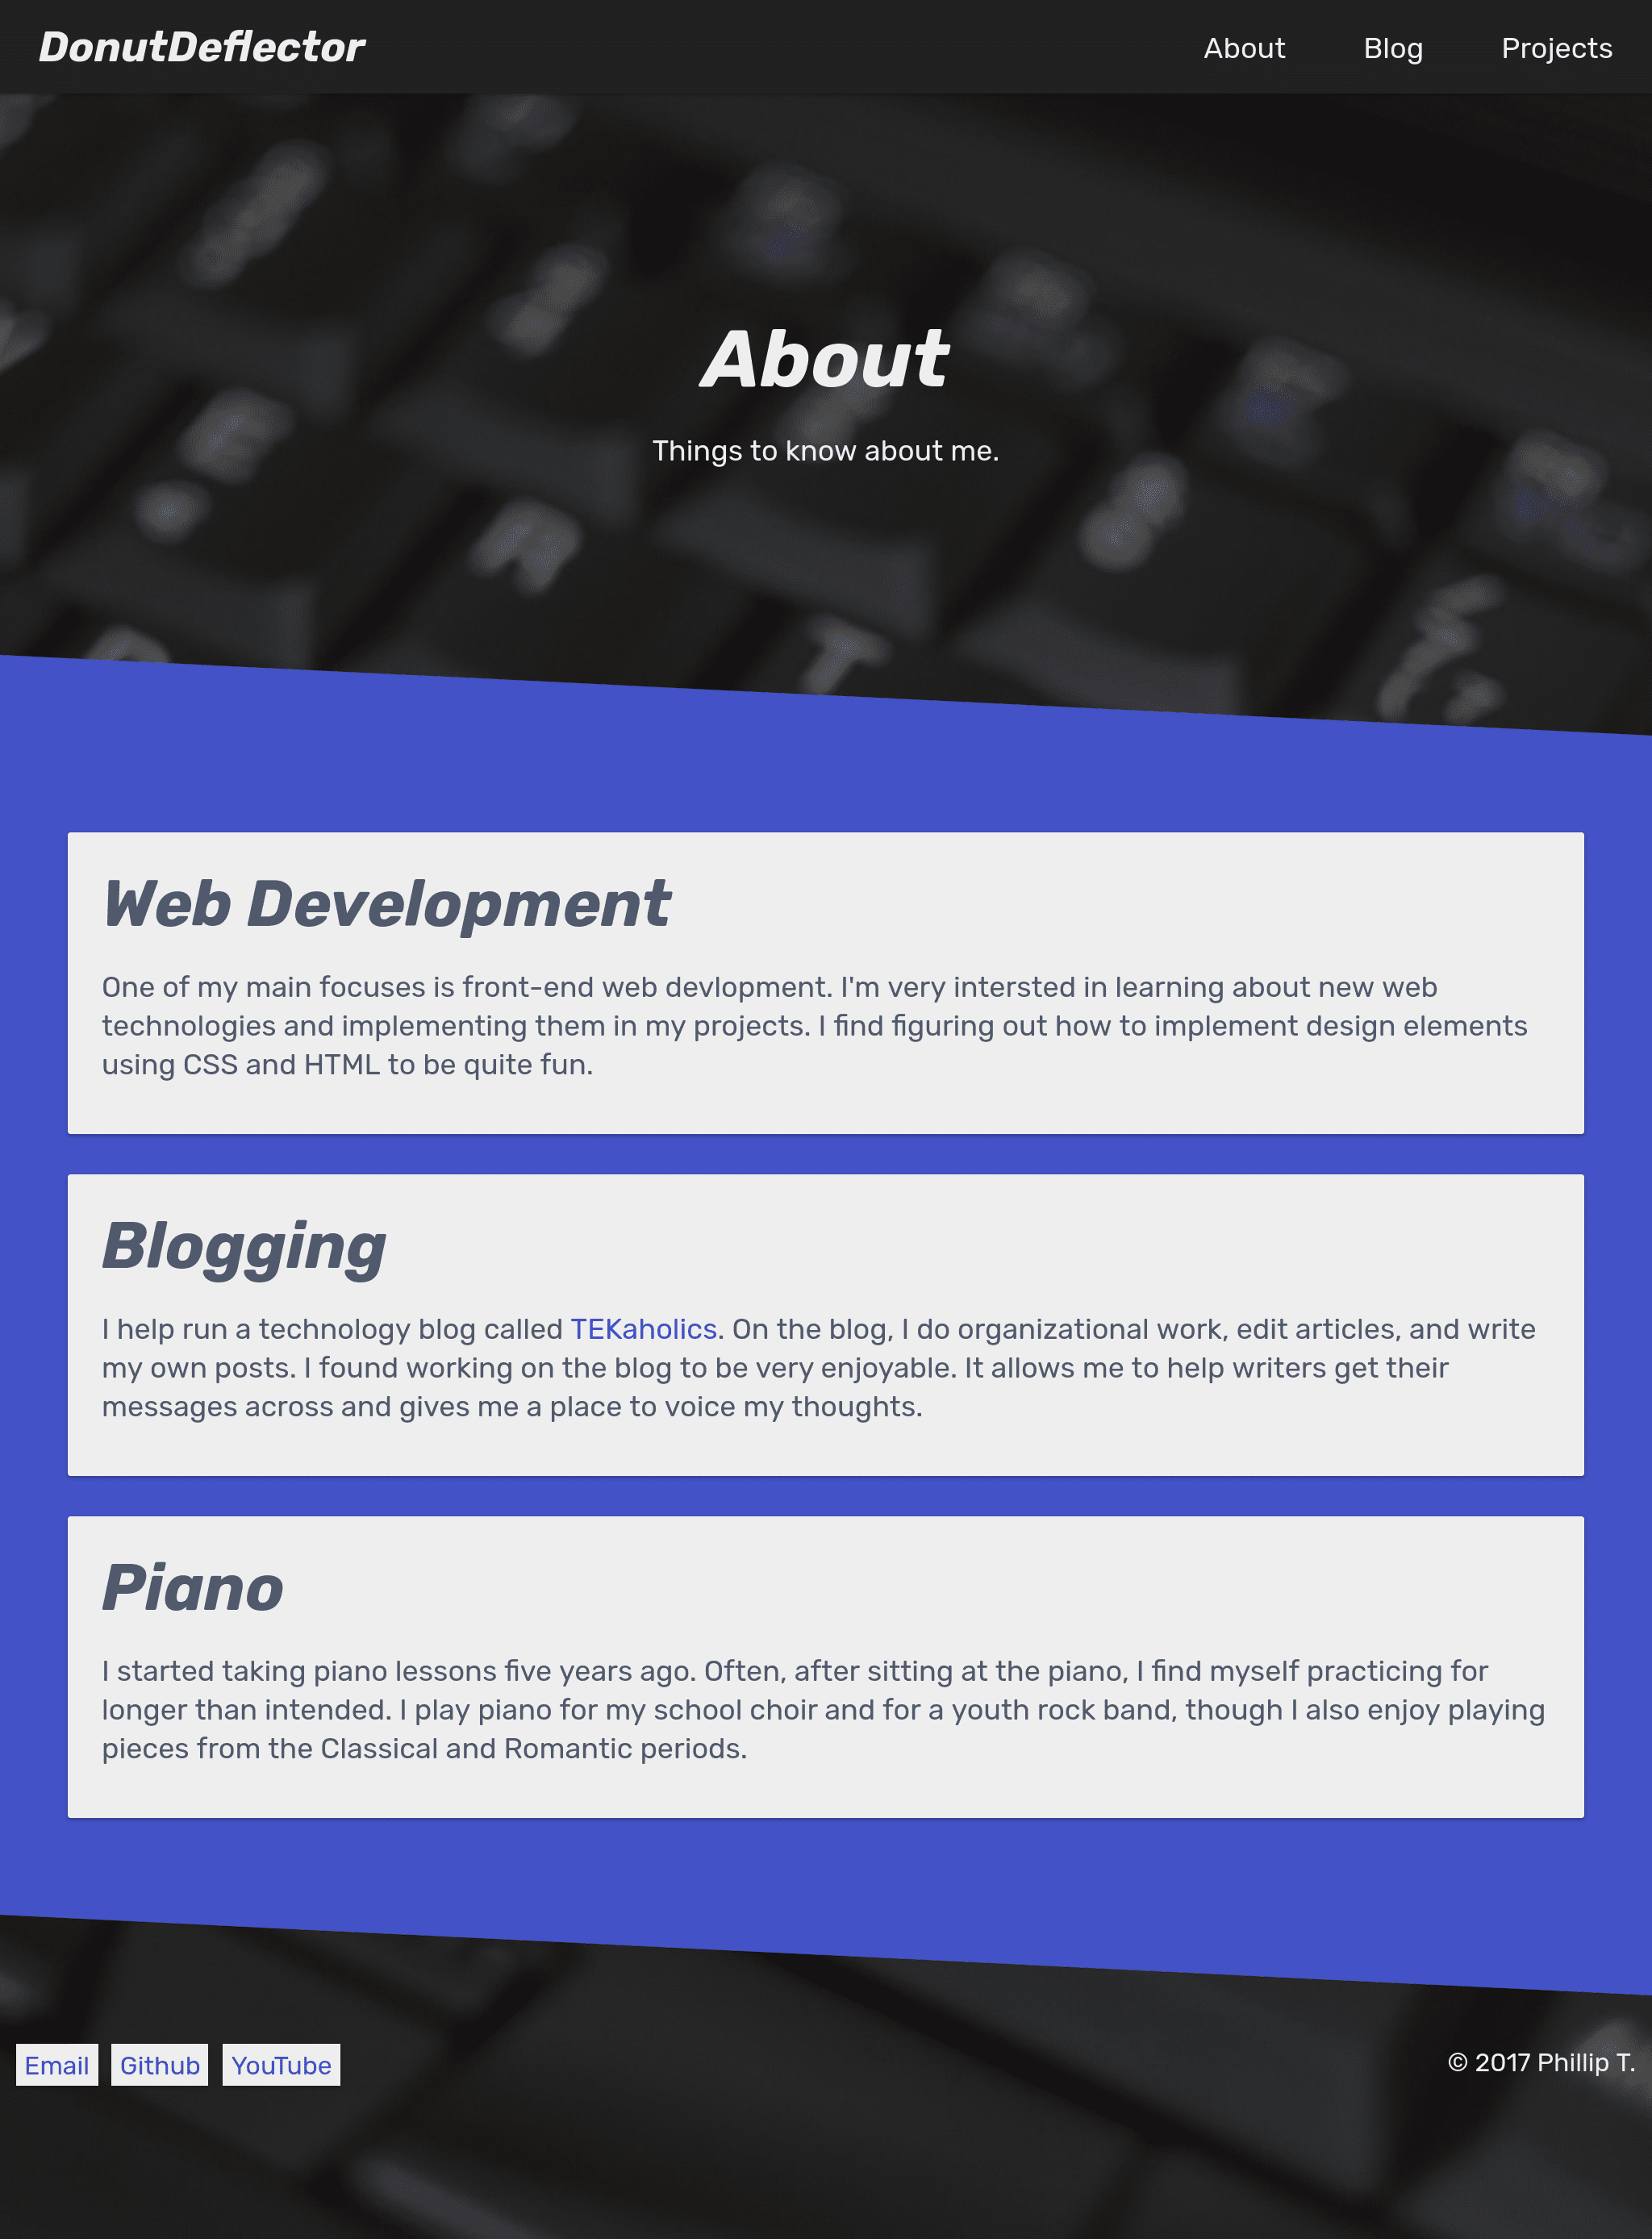 DonutDeflector
About Blog Projects
About
Things to know about me.
Web Development
One of my main focuses is front-end web devlopment. I'm very intersted in learning about new web
technologies and implementing them in my projects. I find figuring out how to implement design elements
using CSS and HTML to be quite fun.
Blogging
I help run a technology blog called TEKaholics. On the blog, I do organizational work, edit articles, and write
my own posts. I found working on the blog to be very enjoyable. It allows me to help writers get their
messages across and gives me a place to voice my thoughts.
Piano
I started taking piano lessons five years ago. Often, after sitting at the piano, I find myself practicing for
longer than intended. I play piano for my school choir and for a youth rock band, though I also enjoy playing
pieces from the Classical and Romantic periods.
Email Github YouTube
© 2017 Phillip T.